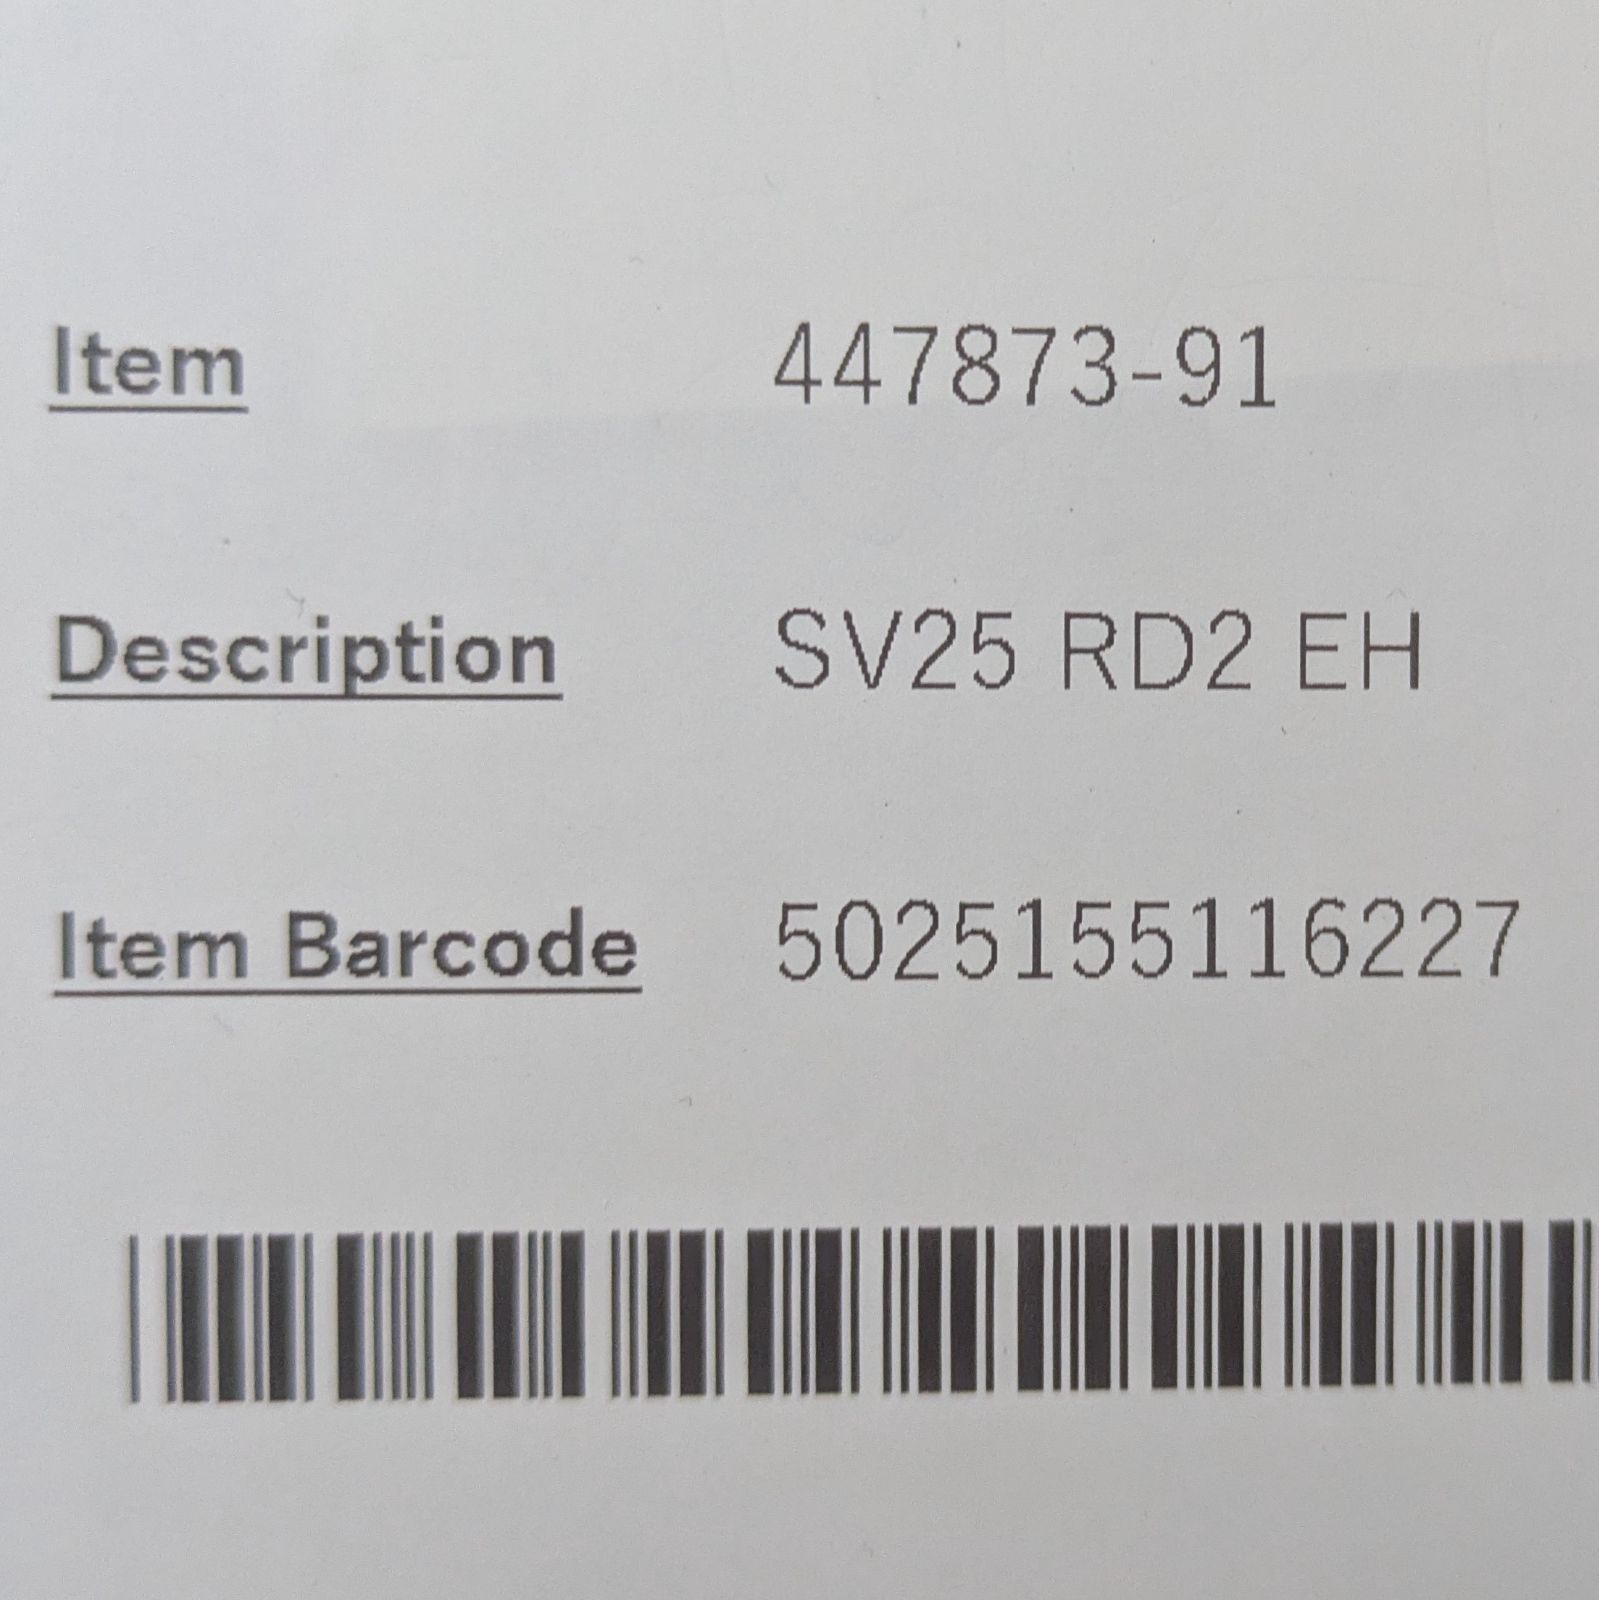 Item 447873-91
Description SV25 RD2 EH
Item Barcode 5025155116227